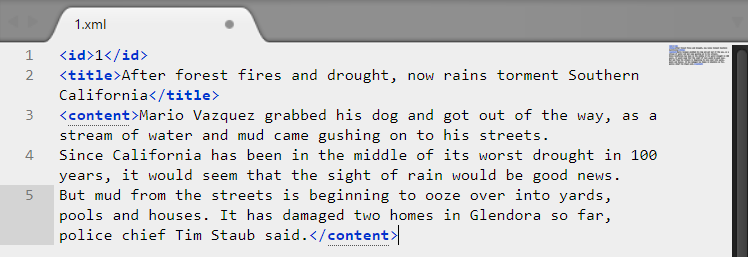 1.xml
1 <id>1</id>
2 <title>After forest fires and drought, now rains torment Southern
California</title>
3 <content>Mario Vazquez grabbed his dog and got out of the way, as a
stream of water and mud came gushing on to his streets.
4 Since California has been in the middle of its worst drought in 100
years, it would seem that the sight of rain would be good news.
5 But mud from the streets is beginning to ooze over into yards,
pools and houses. It has damaged two homes in Glendora so far,
police chief Tim Staub said.</content>